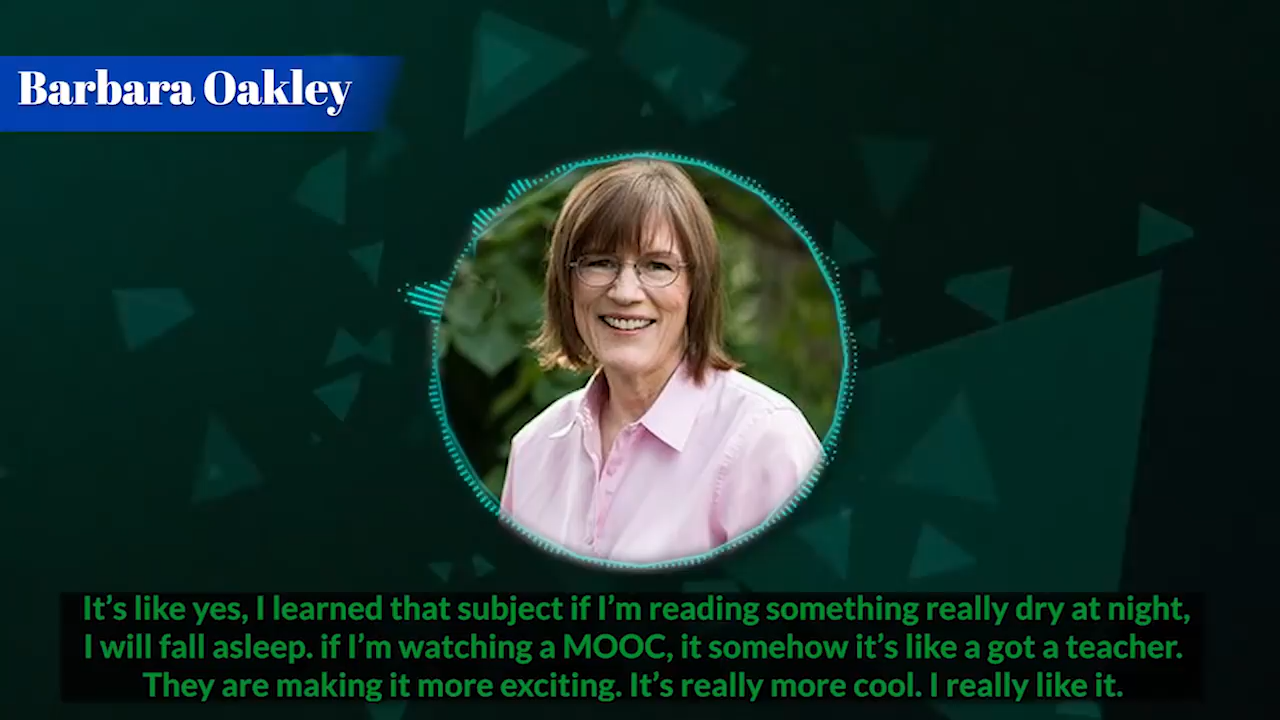 Barbara Oakley
It’s like yes, I learned that subject if I’m reading something really dry at night,
I will fall asleep. if I’m watching a MOOC, it somehow it’s like a got a teacher.
They are making it more exciting. It’s really more cool. I really like it.